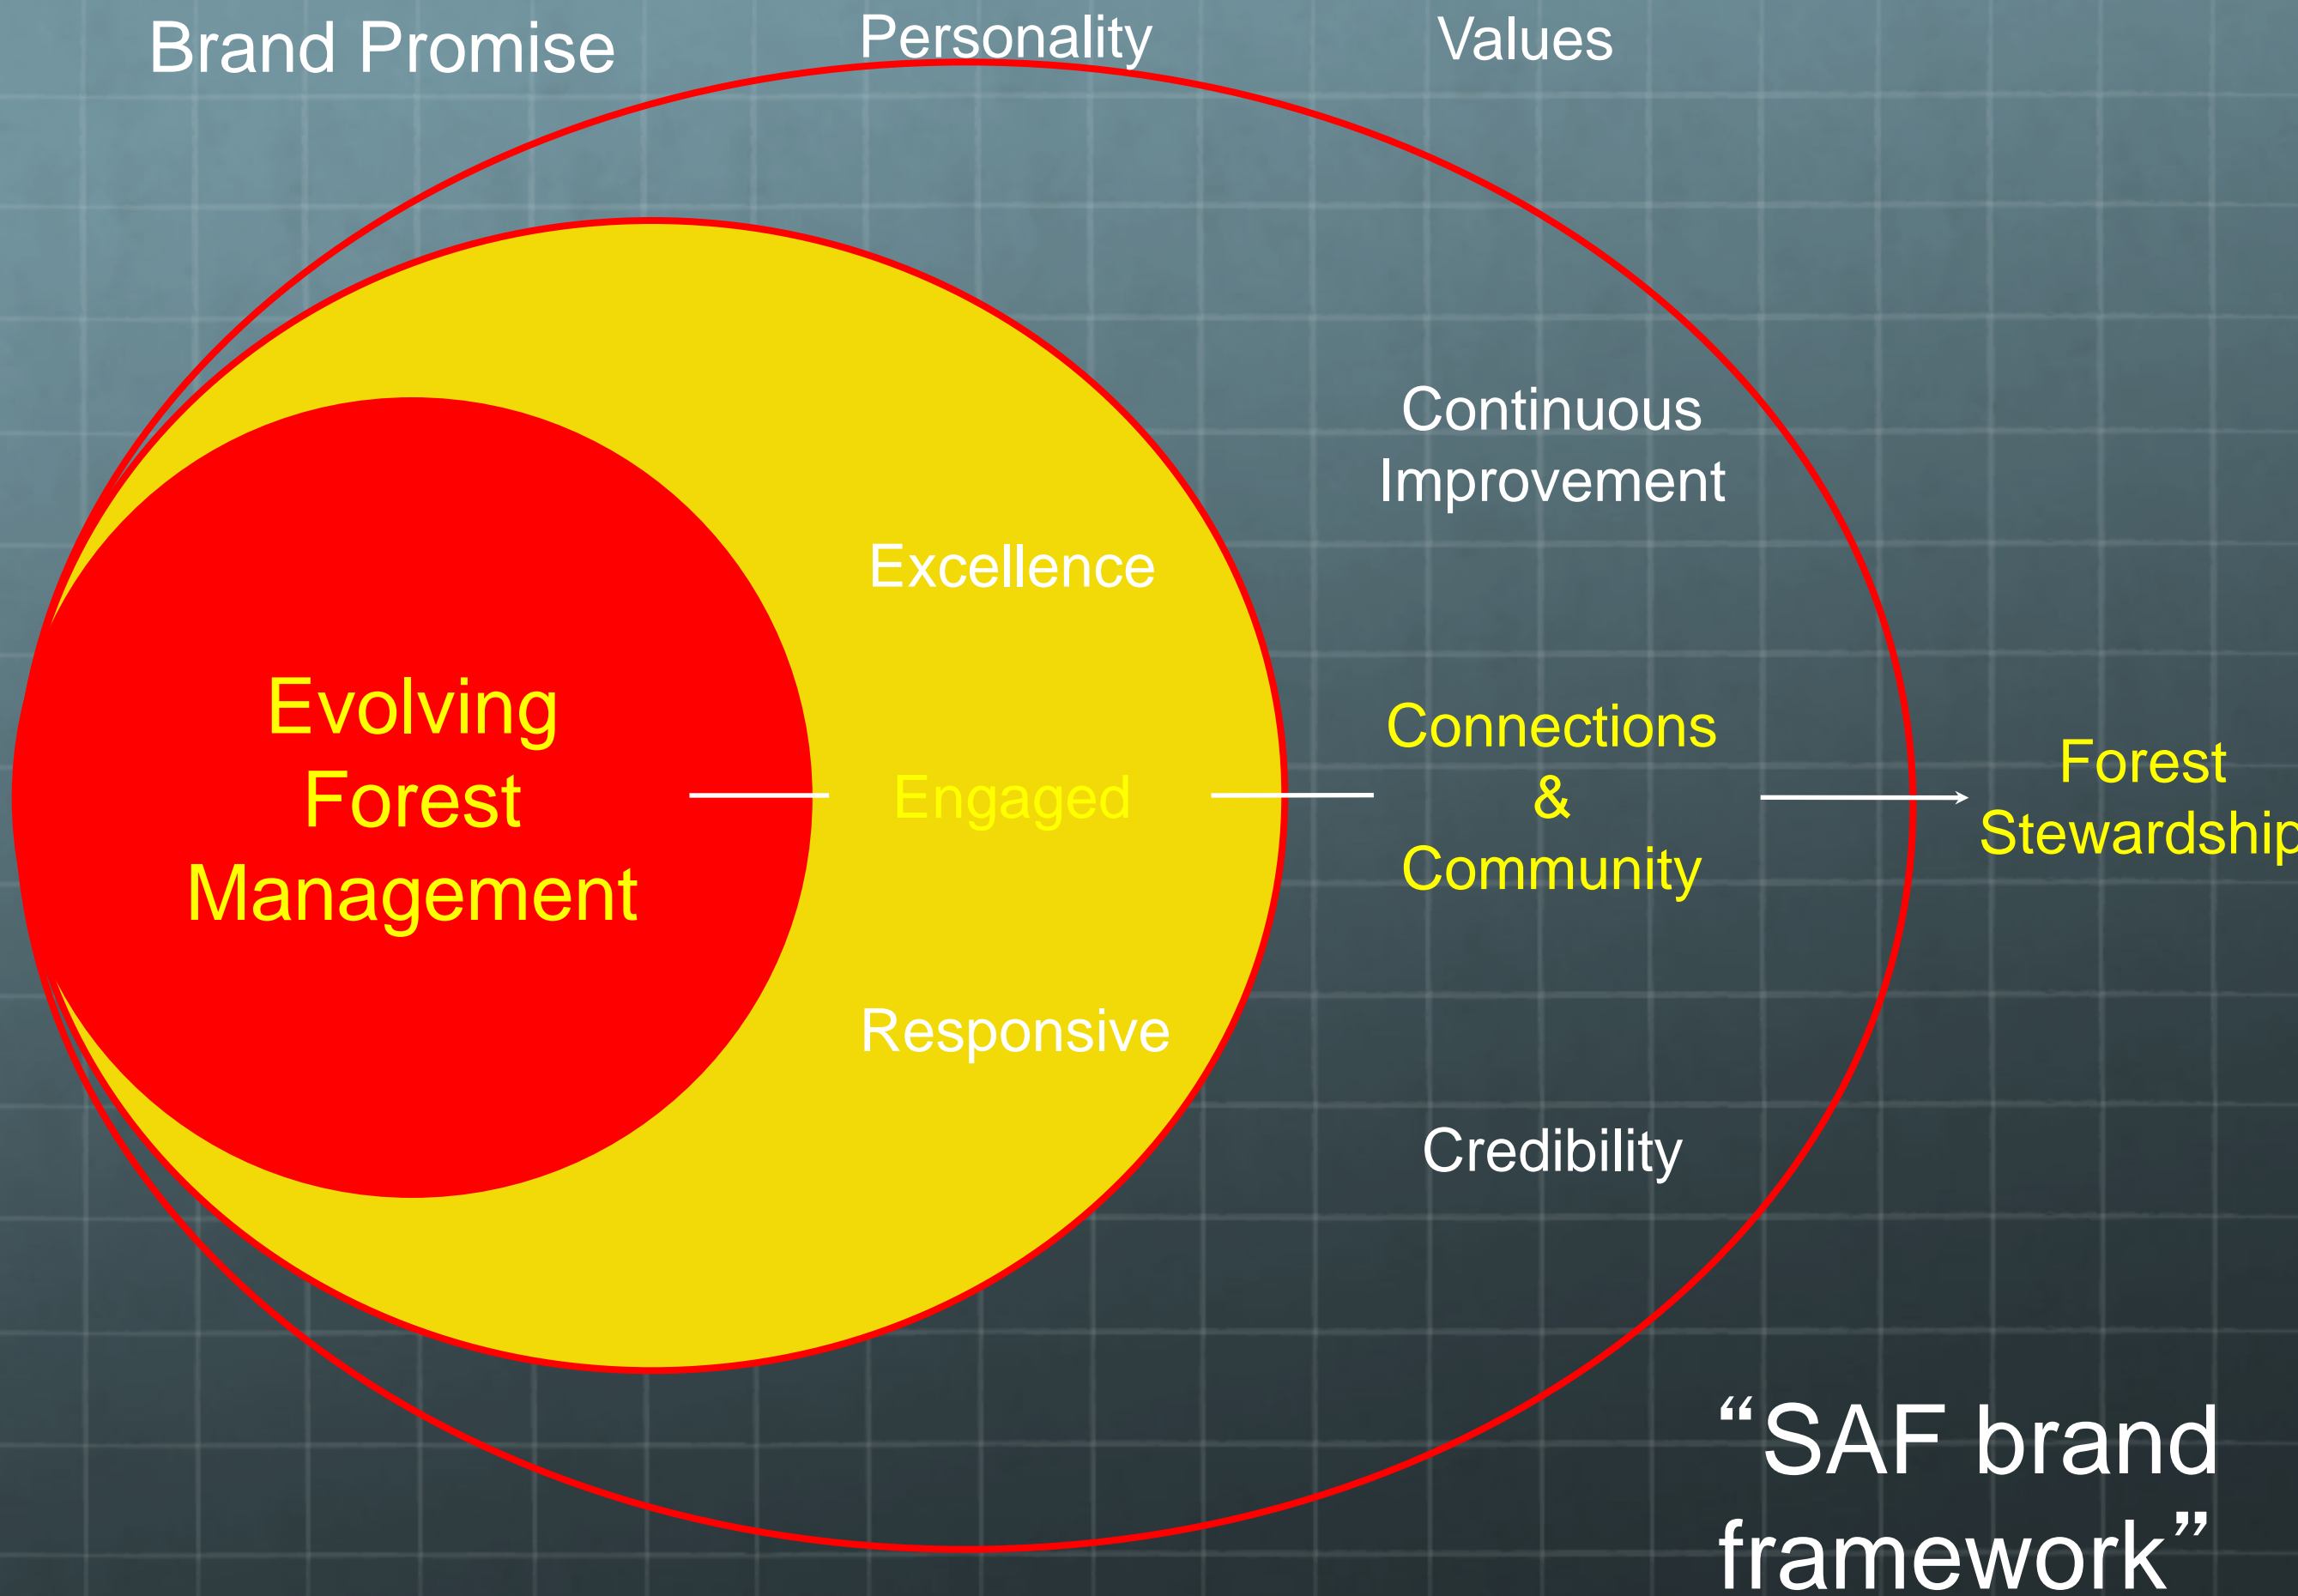 Brand Promise
Personality
Values
Continuous
Improvement
Excellence
Evolving
Forest
Management
Engaged
Connections
&
Community
Forest
Stewardship
Responsive
Credibility
“SAF brand
framework”